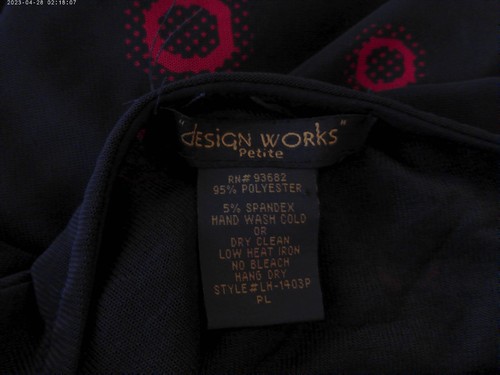 2023-04-28 02:18:07
"DESIGN WORKS"
Petite
RN# 93682
95% POLYESTER
5% SPANDEX
HAND WASH COLD
OR
DRY CLEAN
LOW HEAT IRON
NO BLEACH
HANG DRY
STYLE#LH-1403P
PL